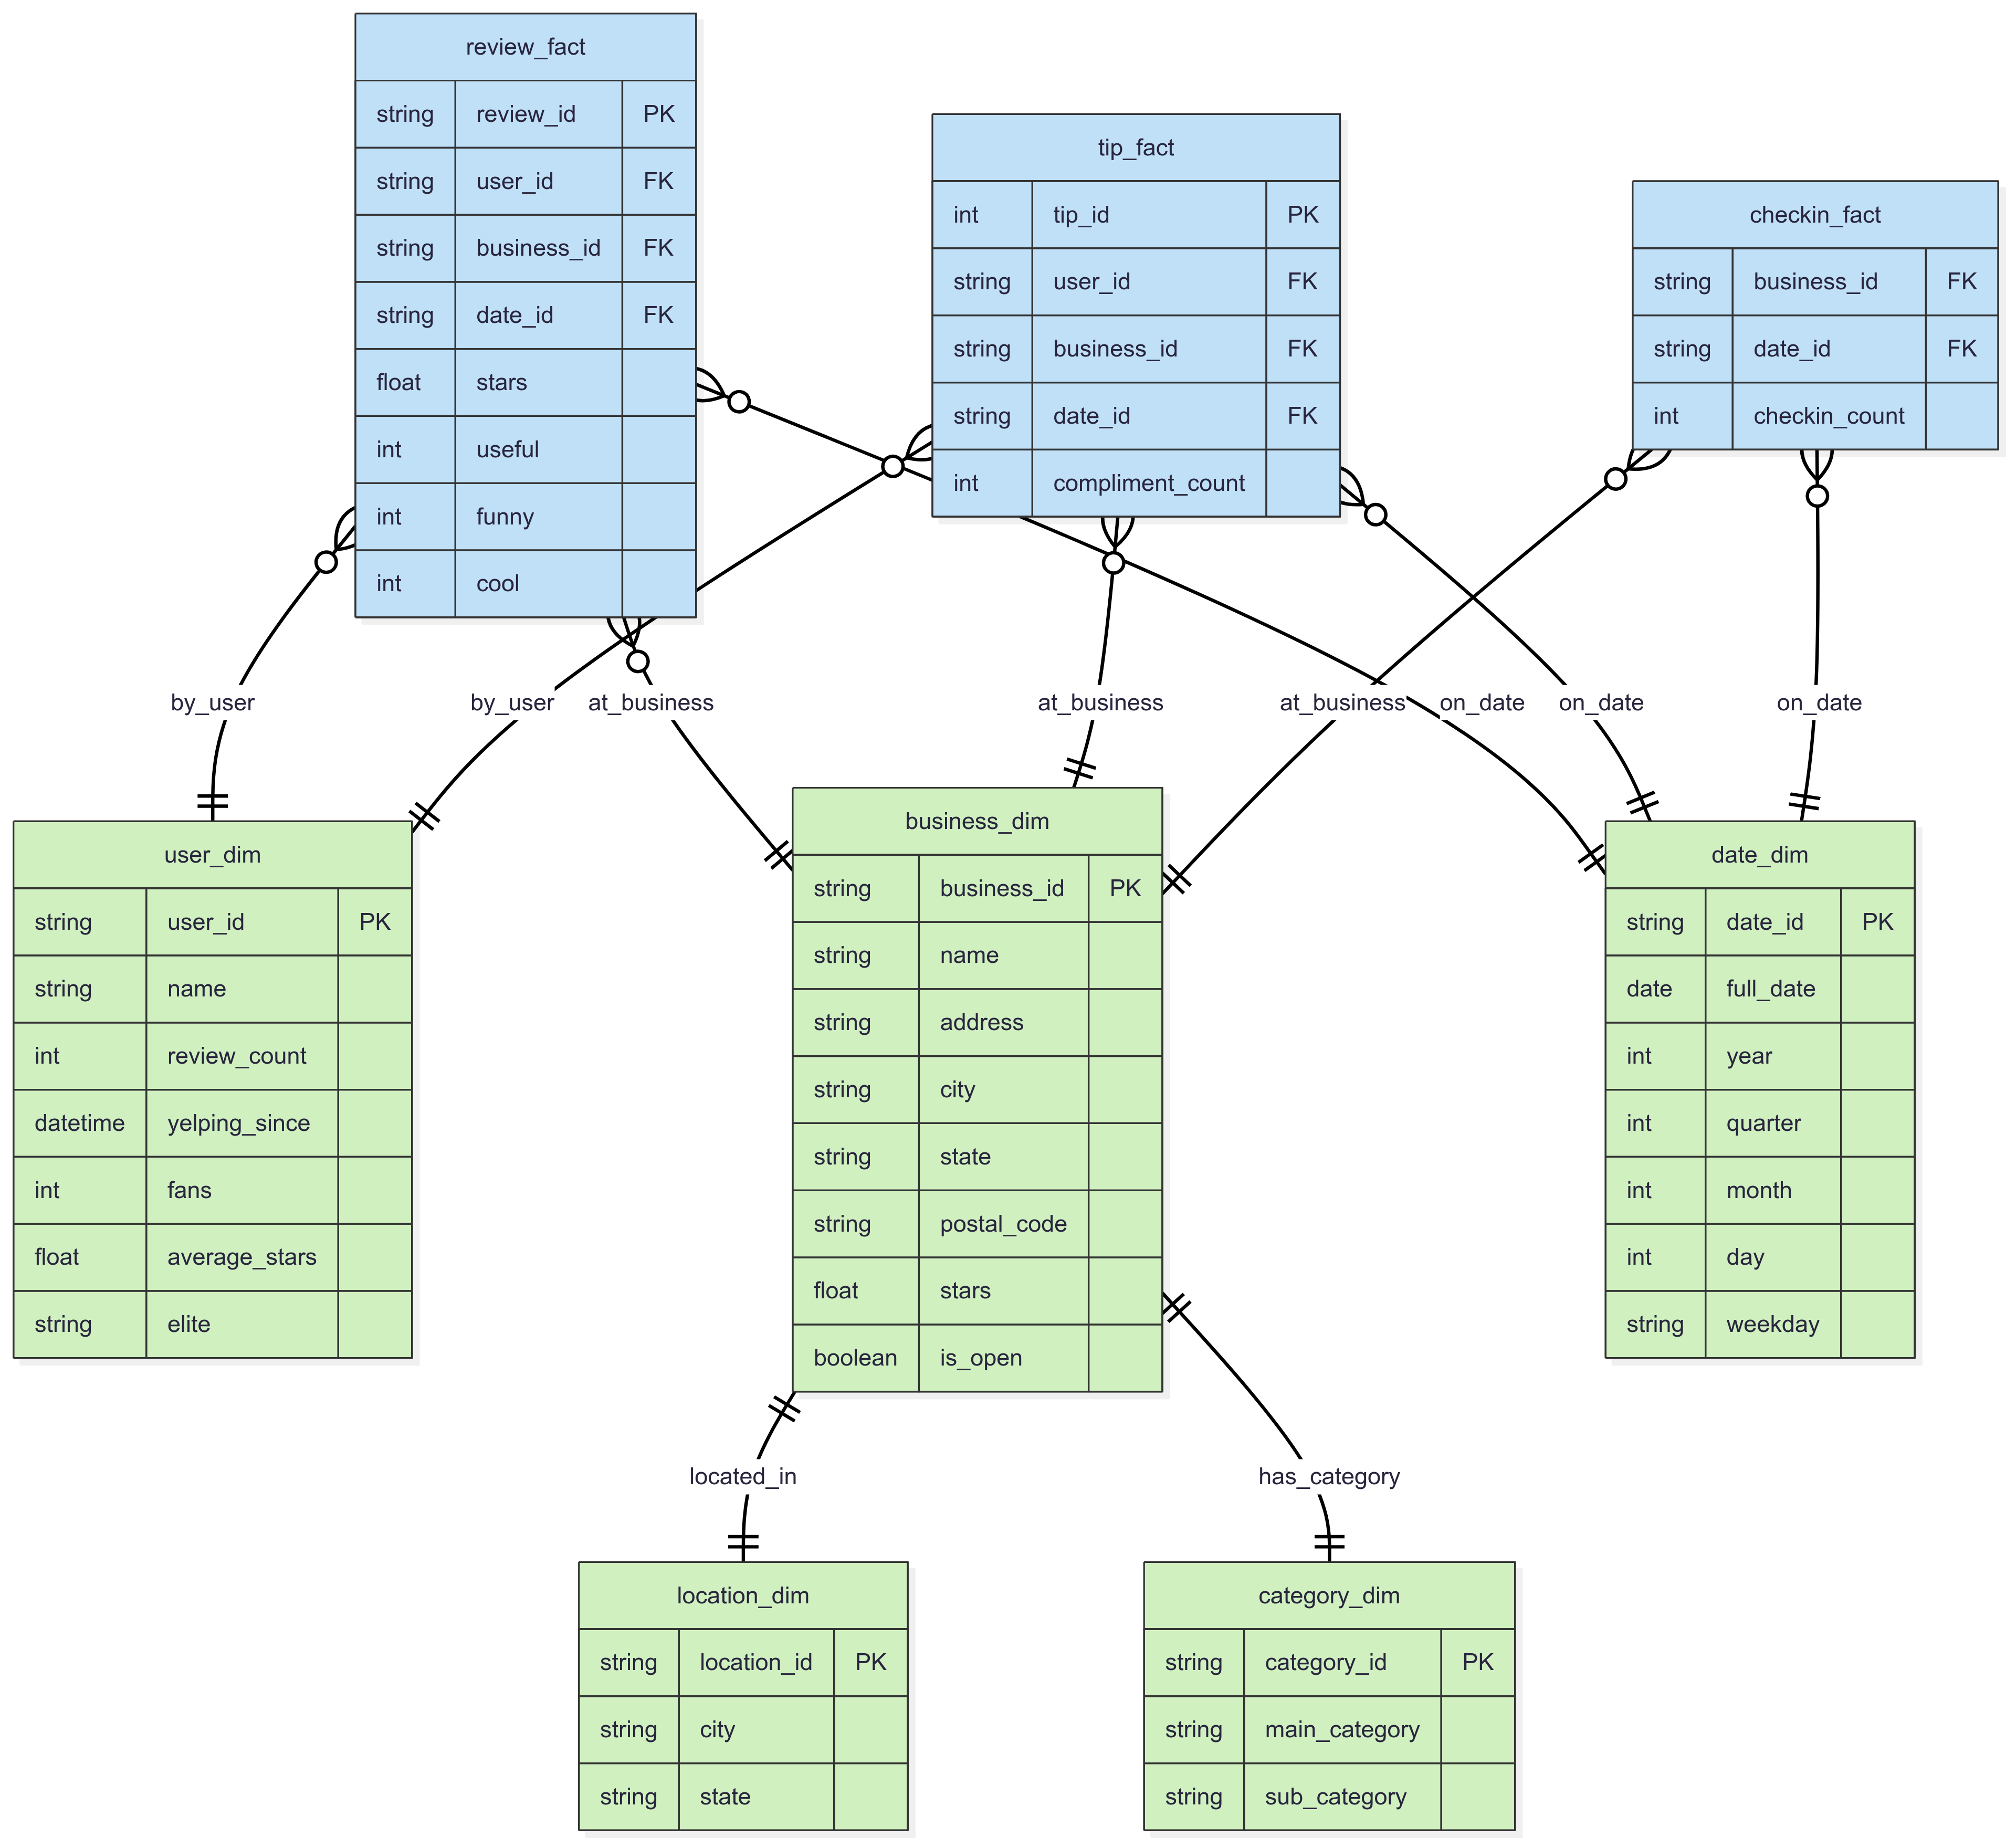 review_fact
string review_id PK
string user_id FK
string business_id FK
string date_id FK
float stars
int useful
int funny
int cool
tip_fact
int tip_id PK
string user_id FK
string business_id FK
string date_id FK
int compliment_count
checkin_fact
string business_id FK
string date_id FK
int checkin_count
by_user
by_user
at_business
at_business
at_business
on_date
on_date
on_date
user_dim
string user_id PK
string name
int review_count
datetime yelping_since
int fans
float average_stars
string elite
business_dim
string business_id PK
string name
string address
string city
string state
string postal_code
float stars
boolean is_open
date_dim
string date_id PK
date full_date
int year
int quarter
int month
int day
string weekday
located_in
has_category
location_dim
string location_id PK
string city
string state
category_dim
string category_id PK
string main_category
string sub_category